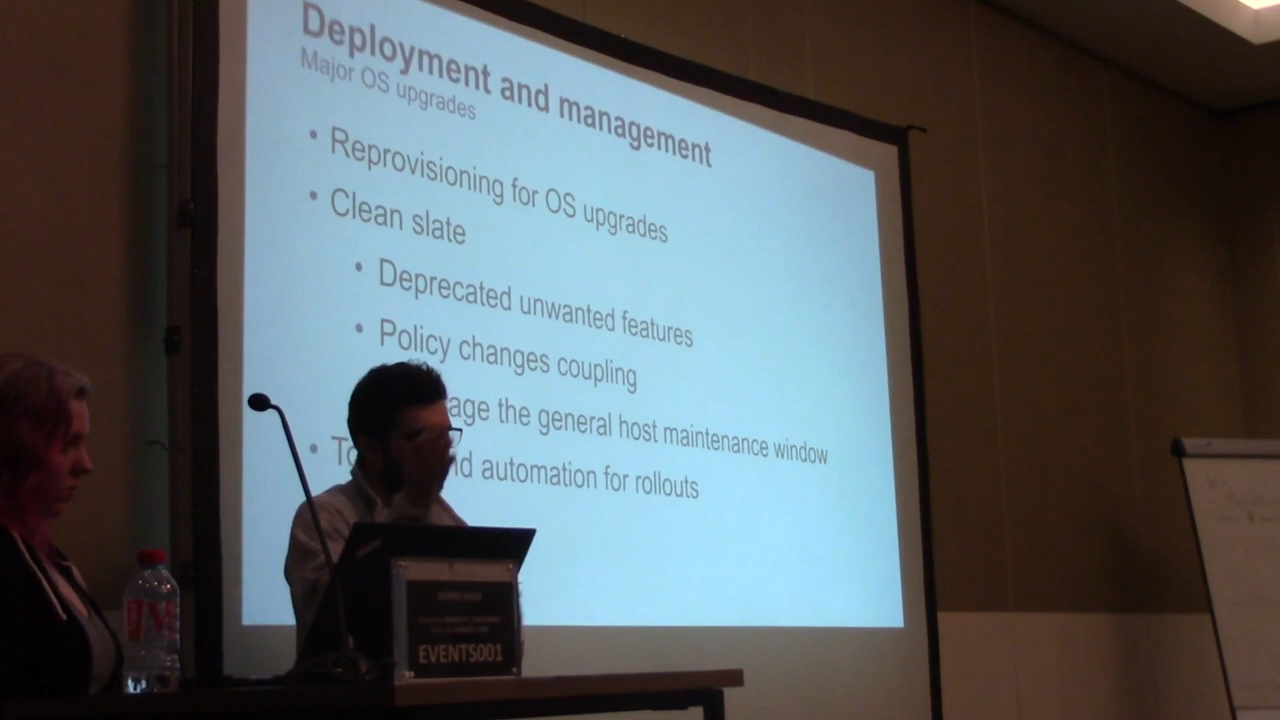 Deployment and management
Major OS upgrades
• Reprovisioning for OS upgrades
• Clean slate
• Deprecated unwanted features
• Policy changes coupling
age the general host maintenance window
• To
nd automation for rollouts
EVENTS001